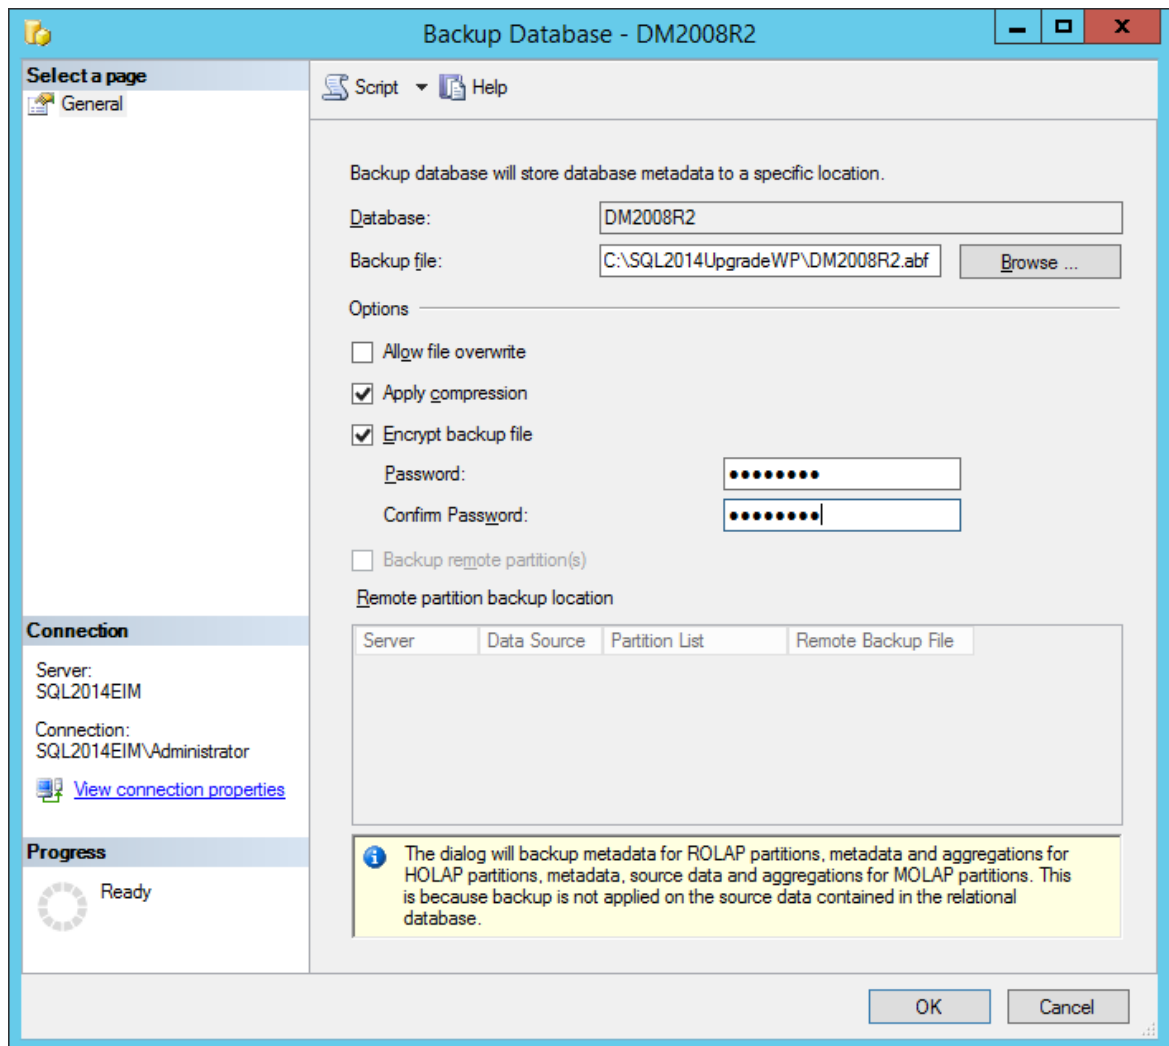 Backup Database - DM2008R2
X
Select a page
General
Script
Help
Backup database will store database metadata to a specific location.
Database:
DM2008R2
Backup file:
C:\SQL2014UpgradeWP\DM2008R2.abf
Browse ...
Options
Allow file overwrite
Apply compression
Encrypt backup file
Password:
●●●●●●●●
Confirm Password:
●●●●●●●●
Backup remote partition(s)
Remote partition backup location
Server
Data Source
Partition List
Remote Backup File
Connection
Server:
SQL2014EIM
Connection:
SQL2014EIM\Administrator
View connection properties
Progress
Ready
The dialog will backup metadata for ROLAP partitions, metadata and aggregations for
HOLAP partitions, metadata, source data and aggregations for MOLAP partitions. This
is because backup is not applied on the source data contained in the relational
database.
OK
Cancel